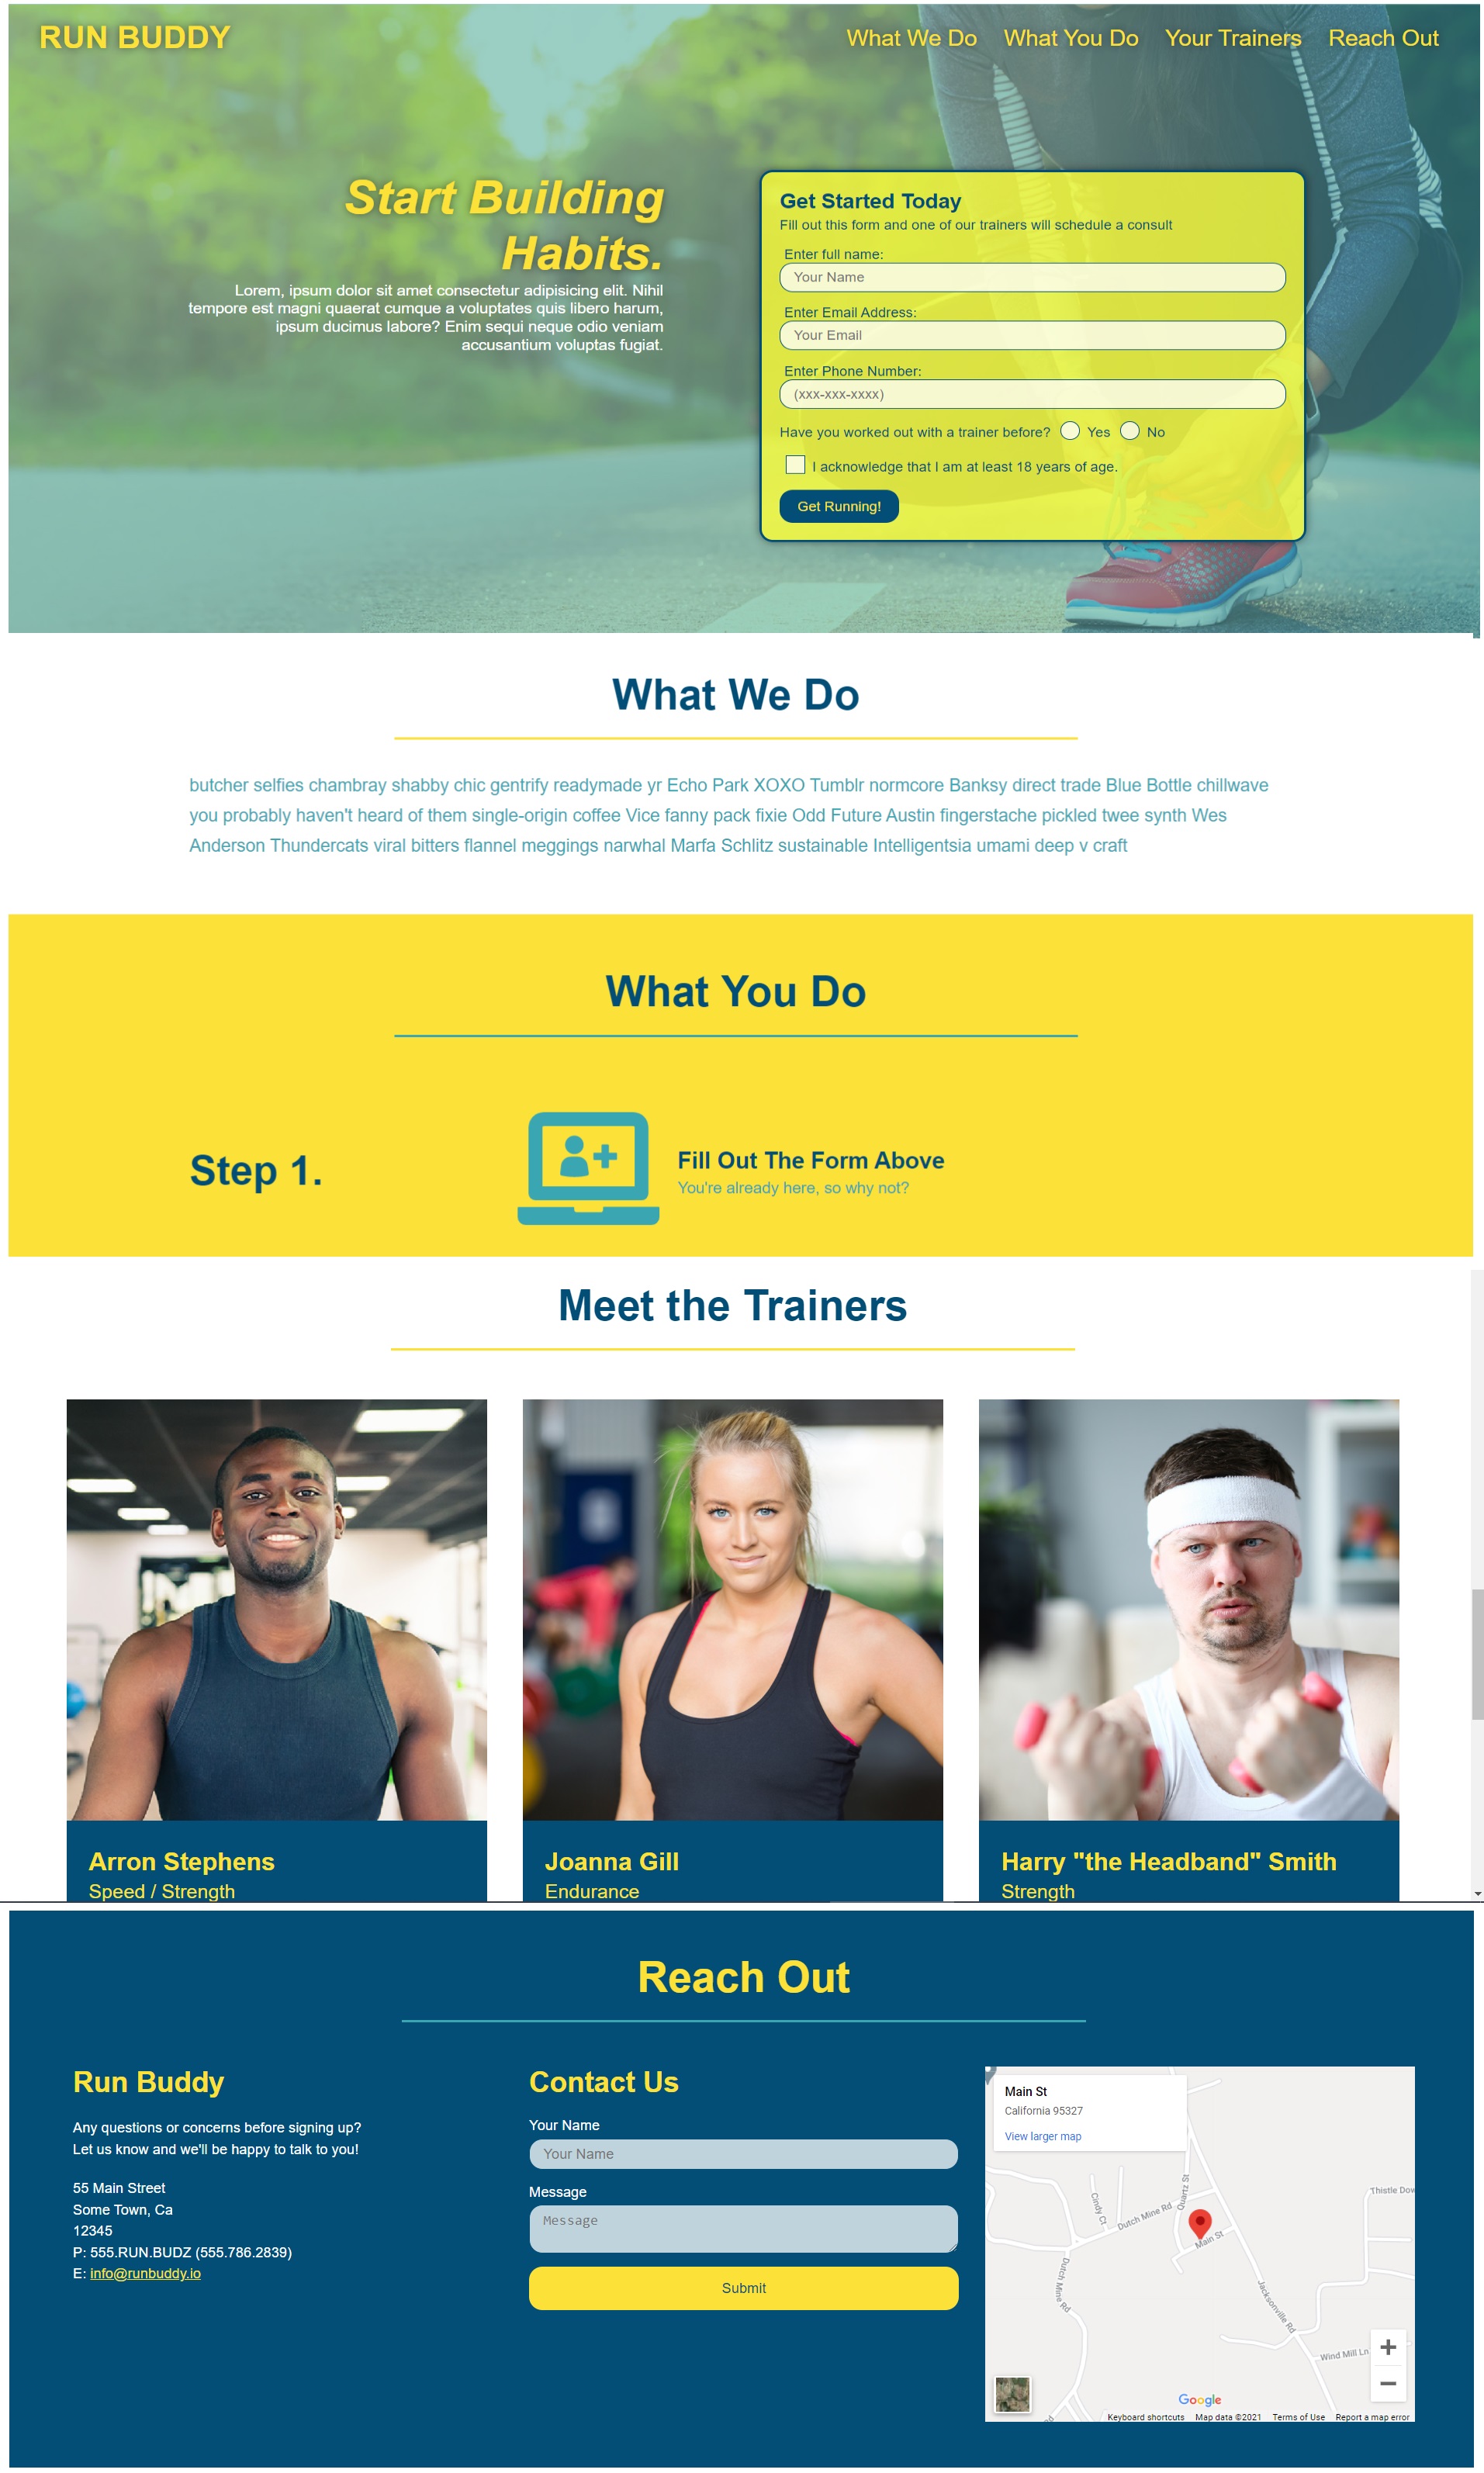 RUN BUDDY
What We Do What You Do Your Trainers Reach Out
Start Building
Habits.
Lorem, ipsum dolor sit amet consectetur adipisicing elit. Nihil
tempore est magni quaerat cumque a voluptates quis libero harum,
ipsum ducimus labore? Enim sequi neque odio veniam
accusantium voluptas fugiat.
Get Started Today
Fill out this form and one of our trainers will schedule a consult
Enter full name:
Your Name
Enter Email Address:
Your Email
Enter Phone Number:
(xxx-xxx-xxxx)
Have you worked out with a trainer before? Yes No
I acknowledge that I am at least 18 years of age.
Get Running!
What We Do
butcher selfies chambray shabby chic gentrify readymade yr Echo Park XOXO Tumblr normcore Banksy direct trade Blue Bottle chillwave
you probably haven't heard of them single-origin coffee Vice fanny pack fixie Odd Future Austin fingerstache pickled twee synth Wes
Anderson Thundercats viral bitters flannel meggings narwhal Marfa Schlitz sustainable Intelligentsia umami deep v craft
What You Do
Step 1.
Fill Out The Form Above
You're already here, so why not?
Meet the Trainers
Arron Stephens
Speed / Strength
Joanna Gill
Endurance
Harry "the Headband" Smith
Strength
Reach Out
Run Buddy
Any questions or concerns before signing up?
Let us know and we'll be happy to talk to you!
55 Main Street
Some Town, Ca
12345
P: 555.RUN.BUDZ (555.786.2839)
E: info@runbuddy.io
Contact Us
Your Name
Your Name
Message
Message
Submit
Main St
California 95327
View larger map
Quartz St
Cindy Ct
Dutch Mine Rd
Thistle Dow
Main St
Dutch Mine Rd
Jacksonville Rd
Wind Mill Ln
Rd
Google
Keyboard shortcuts Map data ©2021 Terms of Use Report a map error